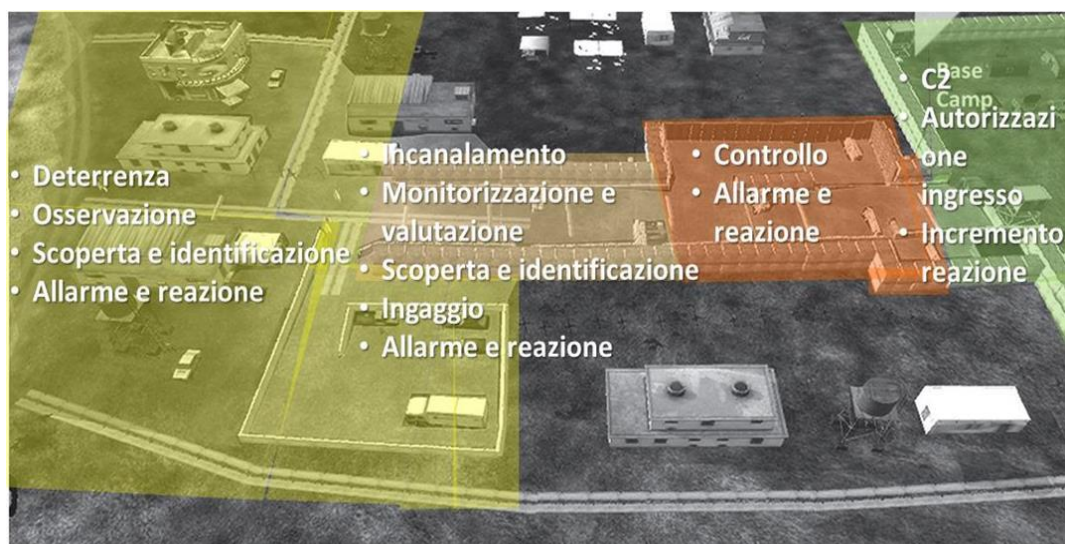 • Deterrenza
• Osservazione
• Scoperta e identificazione
• Allarme e reazione
• Incanalamento
• Monitorizzazione e
valutazione
• Scoperta e identificazione
• Ingaggio
• Allarme e reazione
• Controllo
• Allarme e
reazione
Base
Camp
• C2
• Autorizzazi
one
ingresso
• Incremento
reazione